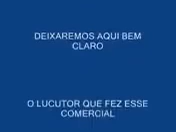 DEIXAREMOS AQUI BEM
CLARO
O LUCUTOR QUE FEZ ESSE
COMERCIAL